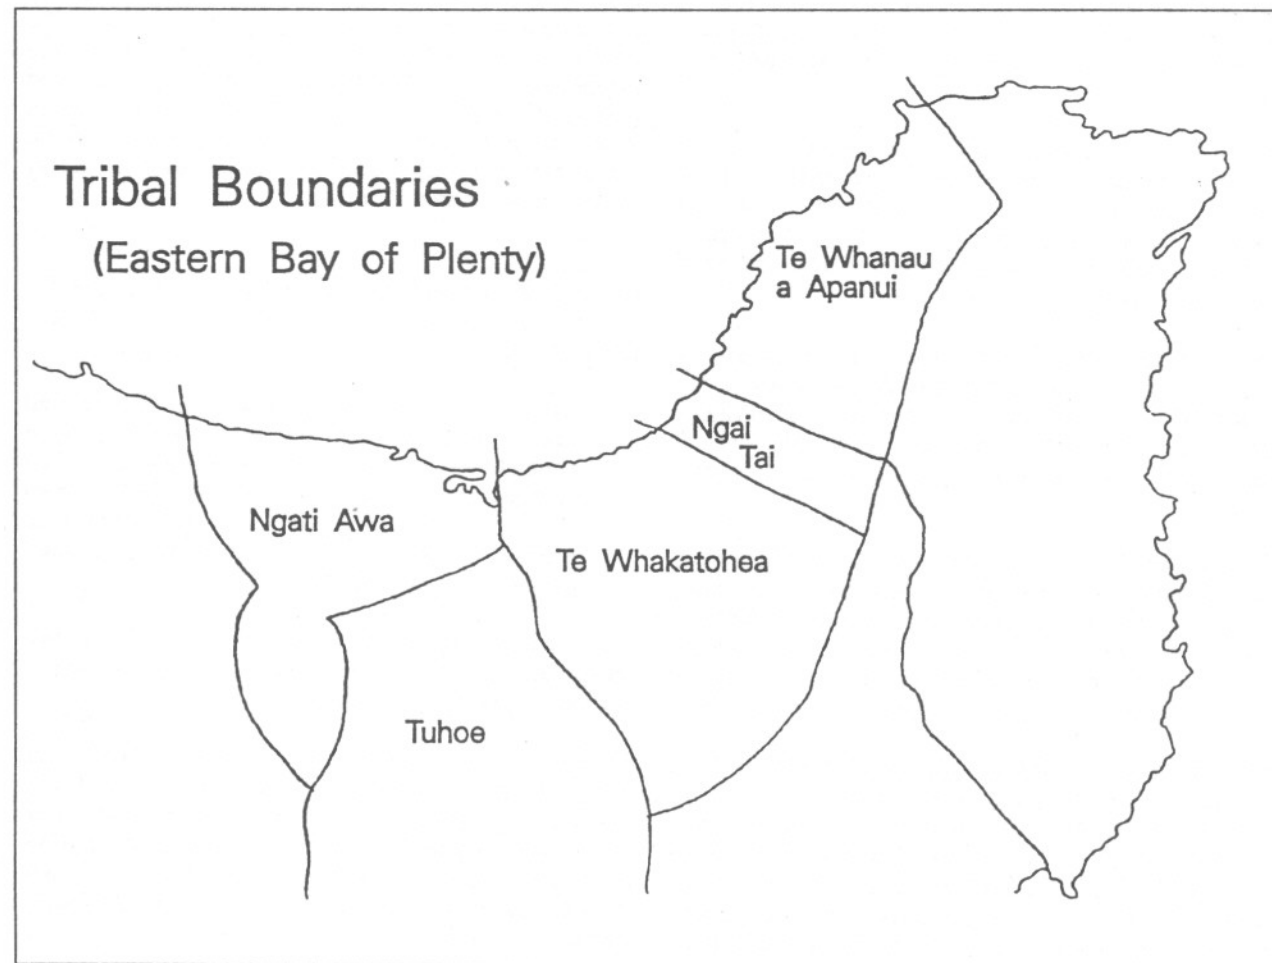 Tribal Boundaries
(Eastern Bay of Plenty)
Te Whanau
a Apanui
Ngai
Tai
Ngati Awa
Te Whakatohea
Tuhoe